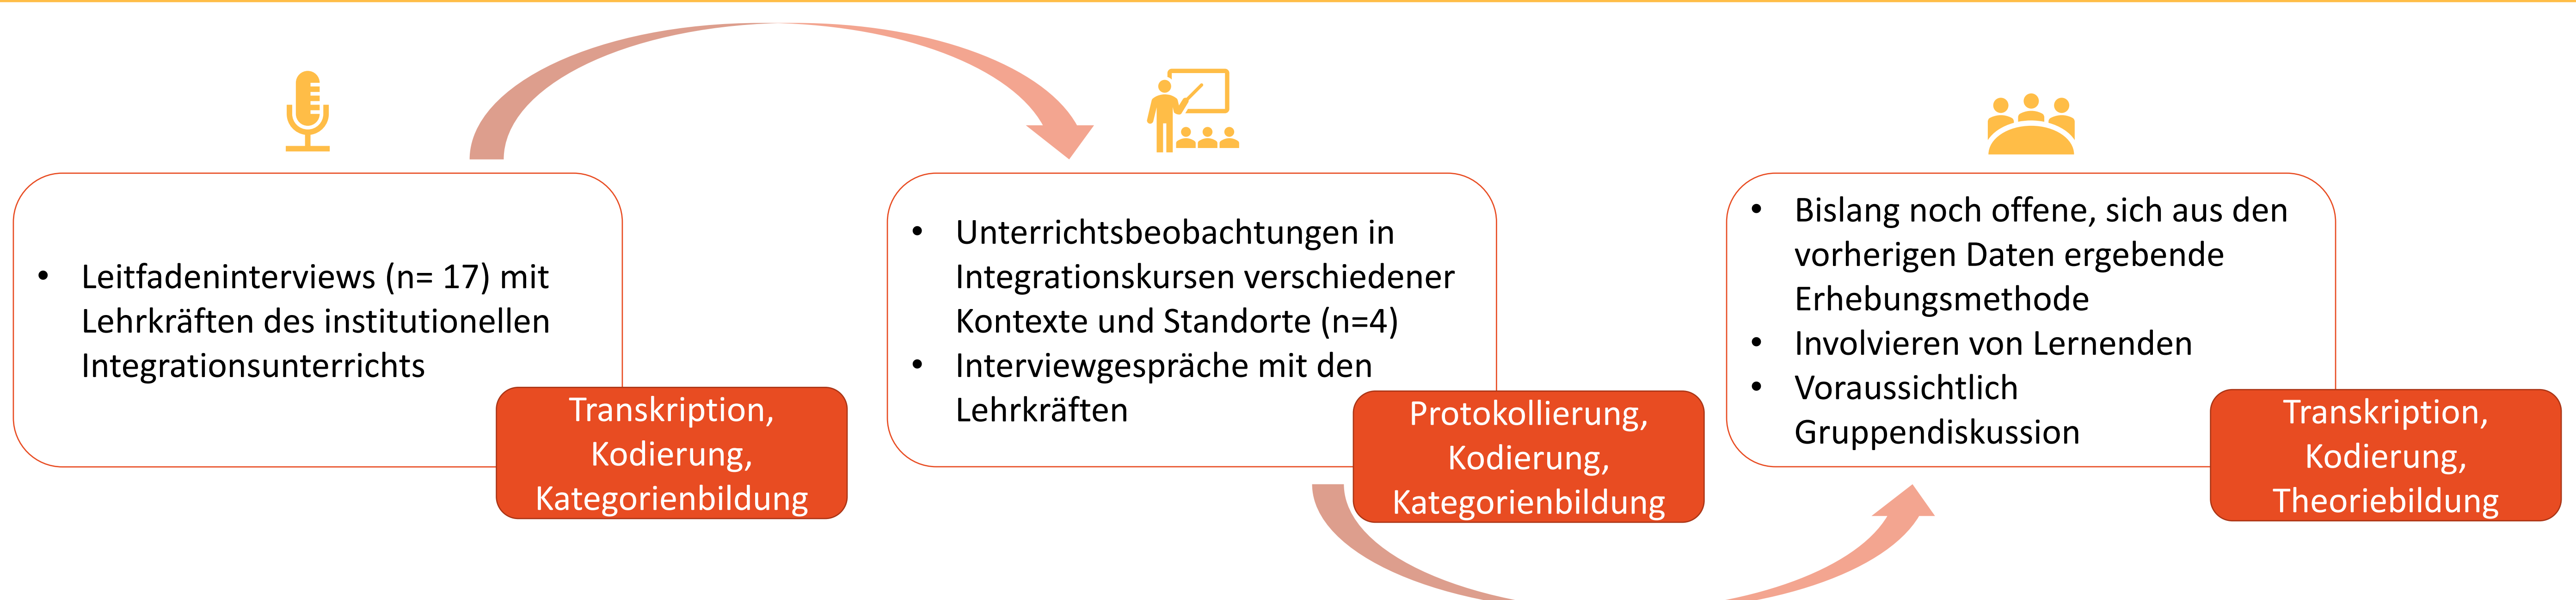 • Leitfadeninterviews (n= 17) mit
Lehrkräften des institutionellen
Integrationsunterrichts
Transkription,
Kodierung,
Kategorienbildung
• Unterrichtsbeobachtungen in
Integrationskursen verschiedener
Kontexte und Standorte (n=4)
• Interviewgespräche mit den
Lehrkräften
Protokollierung,
Kodierung,
Kategorienbildung
• Bislang noch offene, sich aus den
vorherigen Daten ergebende
Erhebungsmethode
• Involvieren von Lernenden
• Voraussichtlich
Gruppendiskussion
Transkription,
Kodierung,
Theoriebildung